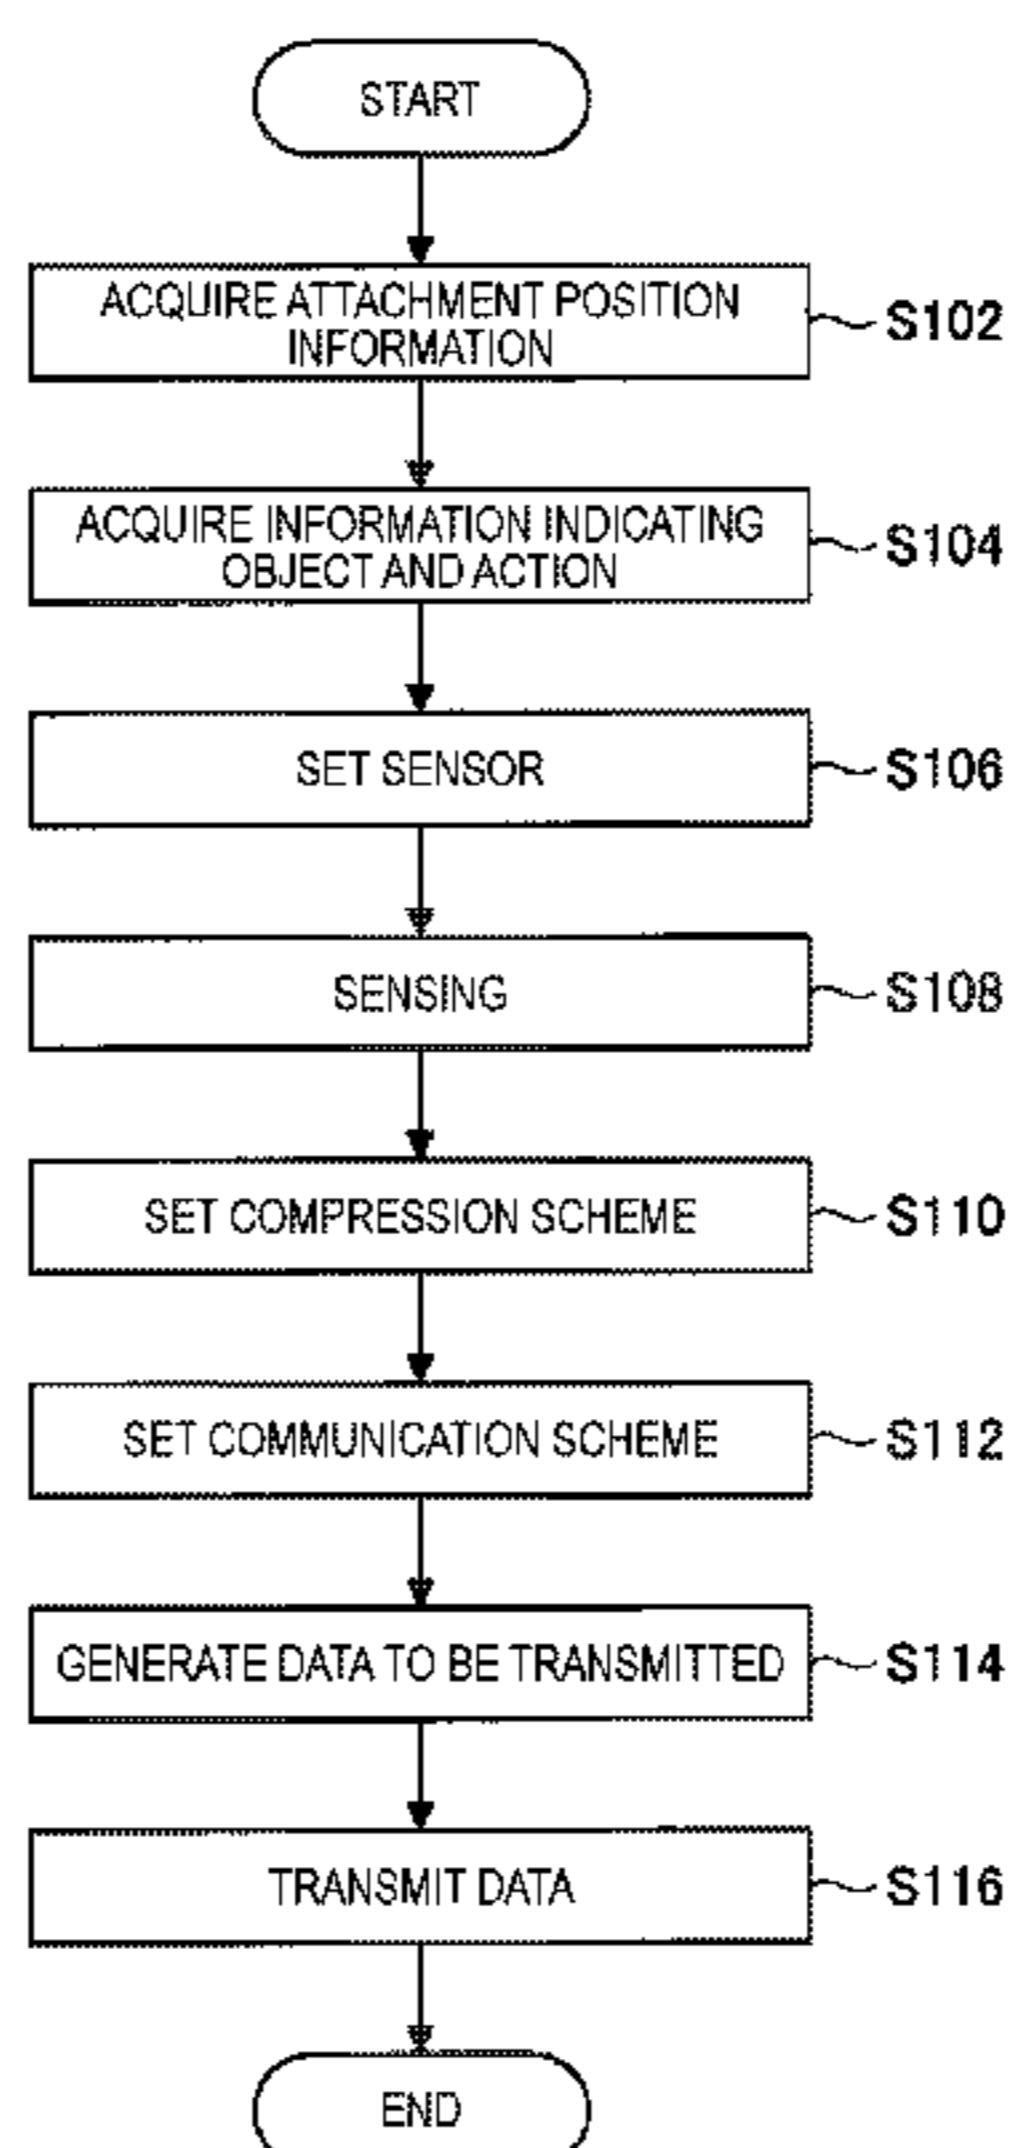 START
ACQUIRE ATTACHMENT POSITION
INFORMATION
S102
ACQUIRE INFORMATION INDICATING
OBJECT AND ACTION
S104
SET SENSOR
S106
SENSING
S108
SET COMPRESSION SCHEME
S110
SET COMMUNICATION SCHEME
S112
GENERATE DATA TO BE TRANSMITTED
S114
TRANSMIT DATA
S116
END